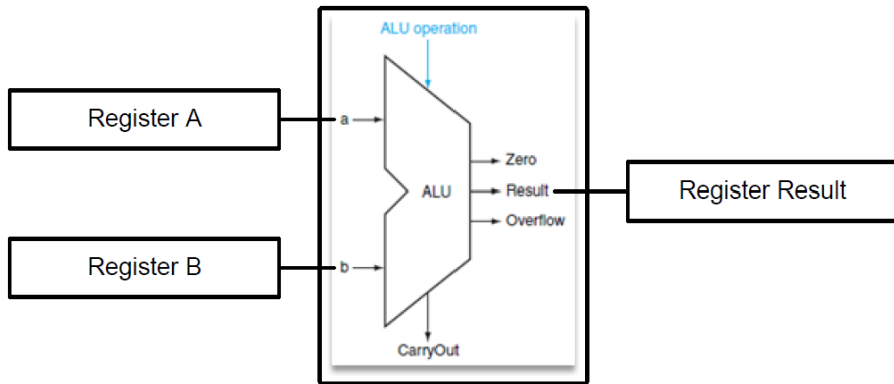 ALU operation
Register A
a
Zero
ALU
Result
Register Result
Overflow
Register B
b
CarryOut